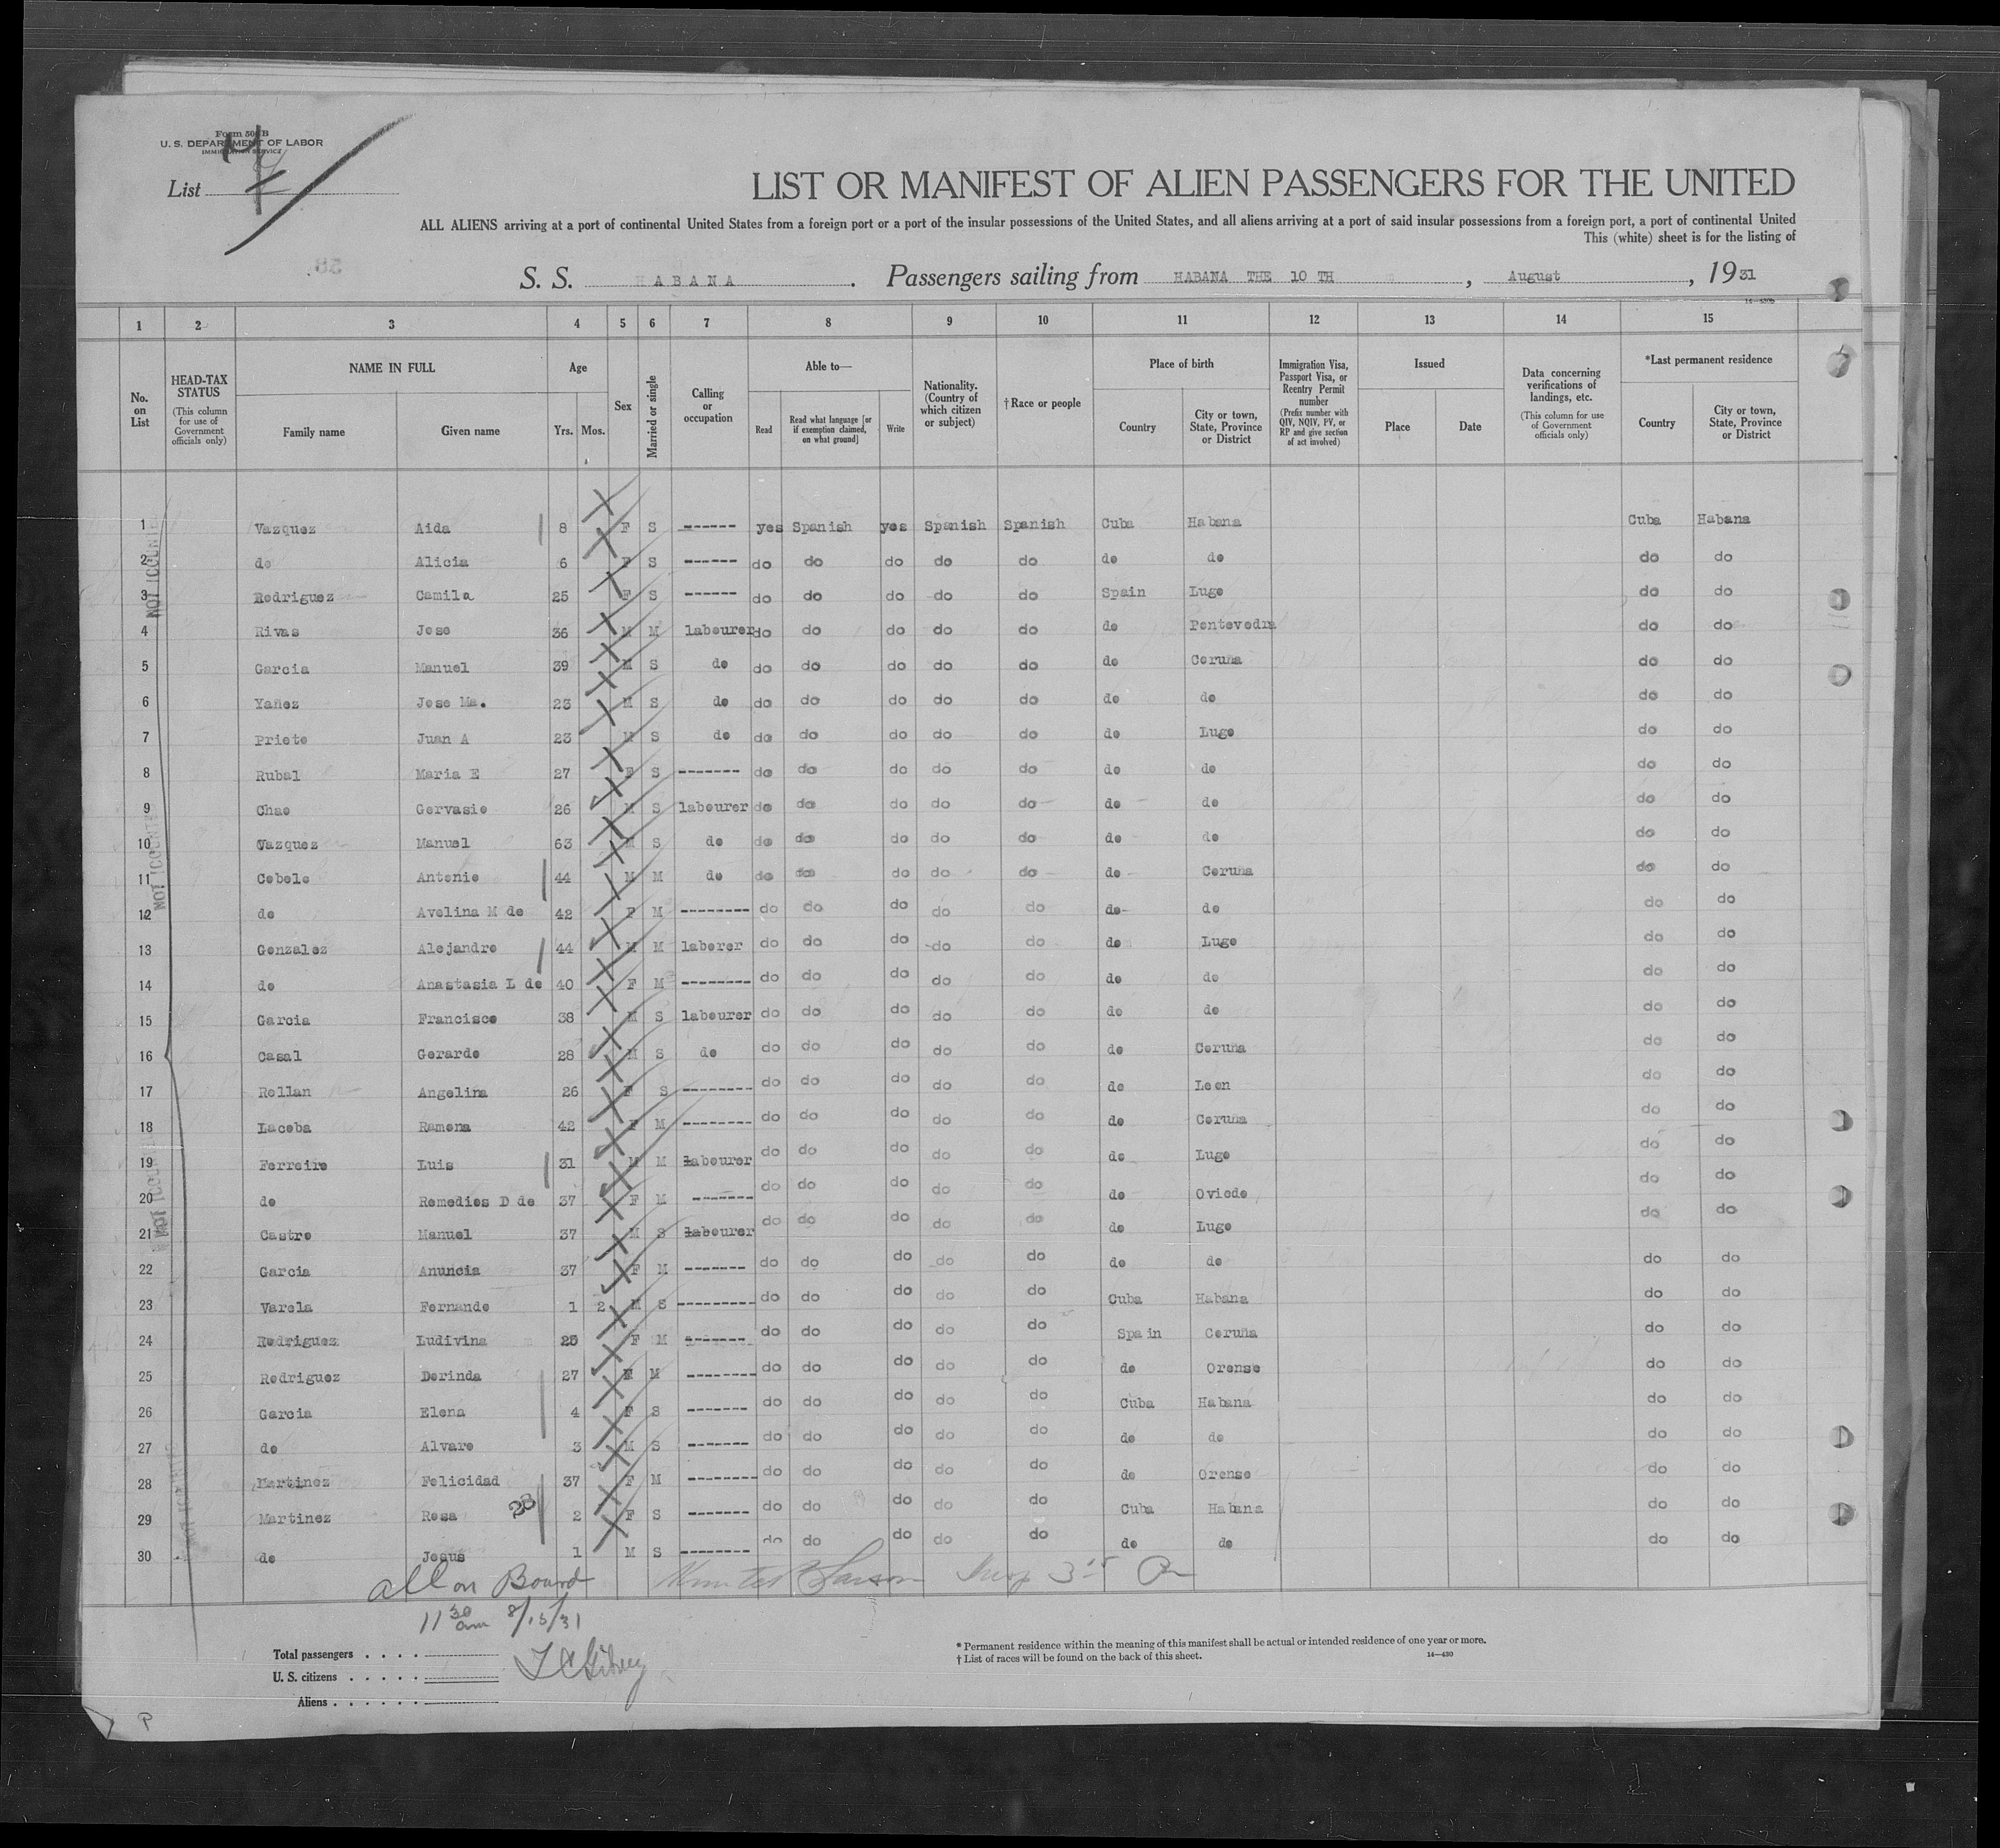 Form 500 B
U. S. DEPARTMENT OF LABOR
IMMIGRATION SERVICE
List 4
LIST OR MANIFEST OF ALIEN PASSENGERS FOR THE UNITED
ALL ALIENS arriving at a port of continental United States from a foreign port or a port of the insular possessions of the United States, and all aliens arriving at a port of said insular possessions from a foreign port, a port of continental United
This (white) sheet is for the listing of
S. S. HABANA. Passengers sailing from HABANA THE 10 TH, August, 1931
14—430b
1 2 3 4 5 6 7 8 9 10 11 12 13 14 15
No. on List
HEAD-TAX STATUS (This column for use of Government officials only)
NAME IN FULL Family name Given name
Age Yrs. Mos.
Sex
Married or single
Calling or occupation
Able to— Read Read what language [or if exemption claimed, on what ground] Write
Nationality. (Country of which citizen or subject)
†Race or people
Place of birth Country City or town, State, Province or District
Immigration Visa, Passport Visa, or Reentry Permit number (Prefix number with QIV, NQIV, PV, or RP and give section of act involved)
Issued Place Date
Data concerning verifications of landings, etc. (This column for use of Government officials only)
*Last permanent residence Country City or town, State, Province or District
1 Vazquez Aida 8 F S ------ yes Spanish yes Spanish Spanish Cuba Habana Cuba Habana
2 do Alicia 6 F S ------ do do do do do do do do do
3 Rodriguez Camila 25 F S ------ do do do do do Spain Lugo do do
4 Rivas Jose 36 M M labourer do do do do do do Pontevedra do do
5 Garcia Manuel 39 M S do do do do do do do Coruña do do
6 Yañez Jose Ma. 23 M S do do do do do do do do do do
7 Prieto Juan A 23 M S do do do do do do do Lugo do do
8 Rubal Maria E 27 F S ------- do do do do do do do do do
9 Chao Gervasio 26 M S labourer do do do do do do do do do
10 Vazquez Manuel 63 M S do do do do do do do do do do
11 Cobelo Antonio 44 M M do do do do do do do Coruña do do
12 do Avelina M de 42 F M -------- do do do do do do do do do
13 Gonzalez Alejandro 44 M M laborer do do do do do do Lugo do do
14 do Anastasia L de 40 F M -------- do do do do do do do do do
15 Garcia Francisco 38 M S labourer do do do do do do do do do
16 Casal Gerardo 28 M S do do do do do do do Coruña do do
17 Rellan Angelina 26 F S -------- do do do do do do Leon do do
18 Lacoba Ramona 42 F M -------- do do do do do do Coruña do do
19 Ferreiro Luis 31 M M labourer do do do do do do Lugo do do
20 do Remedios D de 37 F M ------- do do do do do do Oviedo do do
21 Castro Manuel 37 M S labourer do do do do do do Lugo do do
22 Garcia Anuncia 37 F M ------- do do do do do do do do do
23 Varela Fernando 1 2 M S --------- do do do do do Cuba Habana do do
24 Rodriguez Ludivina 25 F M ------- do do do do do Spain Coruña do do
25 Rodriguez Dorinda 27 F M -------- do do do do do do Orense do do
26 Garcia Elena 4 F S ------- do do do do do Cuba Habana do do
27 do Alvaro 3 M S ------- do do do do do do do do do
28 Martinez Felicidad 37 F M -------- do do do do do do Orense do do
29 Martinez Rosa 2 F S ------- do do do do do Cuba Habana do do
30 do Jesus 1 M S -------- do do do do do do do do do
All on Board
11 30 am 8/15/31
Total passengers
U. S. citizens
Aliens
* Permanent residence within the meaning of this manifest shall be actual or intended residence of one year or more.
† List of races will be found on the back of this sheet.
14—430
P